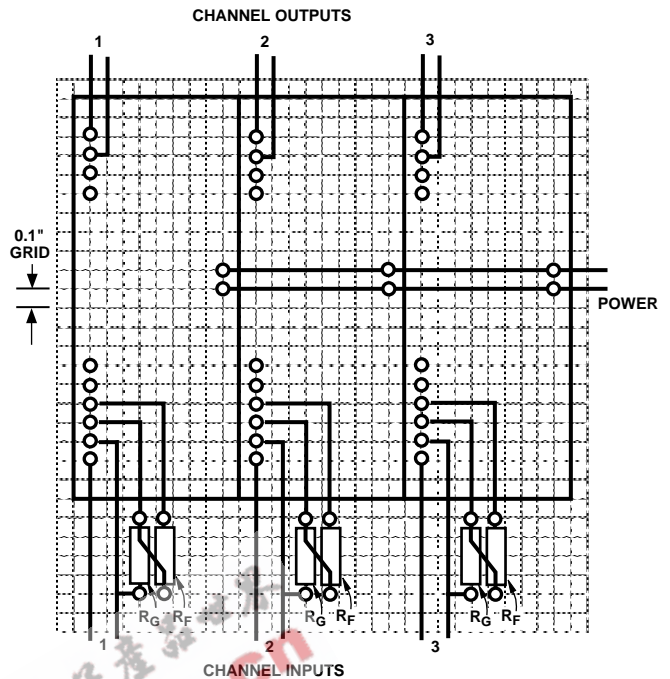 CHANNEL OUTPUTS
1 2 3
0.1"
GRID
POWER
RG RF RG RF RG RF
1 2 3
CHANNEL INPUTS